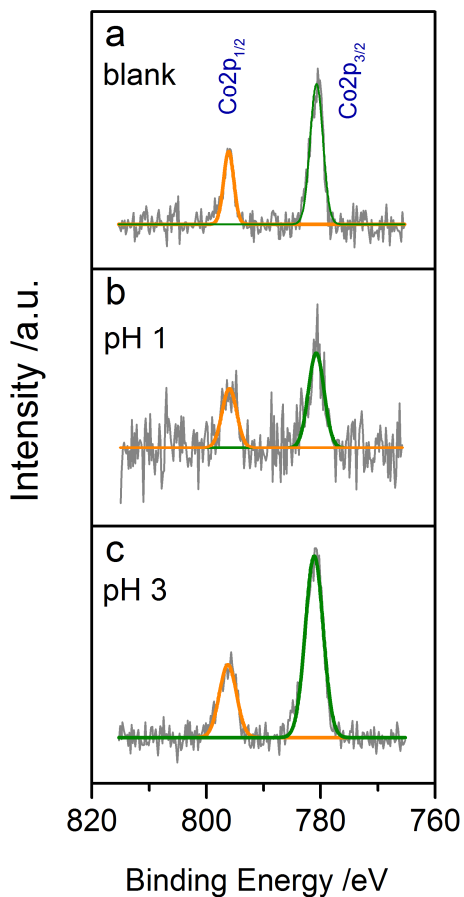 a
blank
Co2p1/2
Co2p3/2
b
pH 1
c
pH 3
Intensity /a.u.
820 800 780 760
Binding Energy /eV